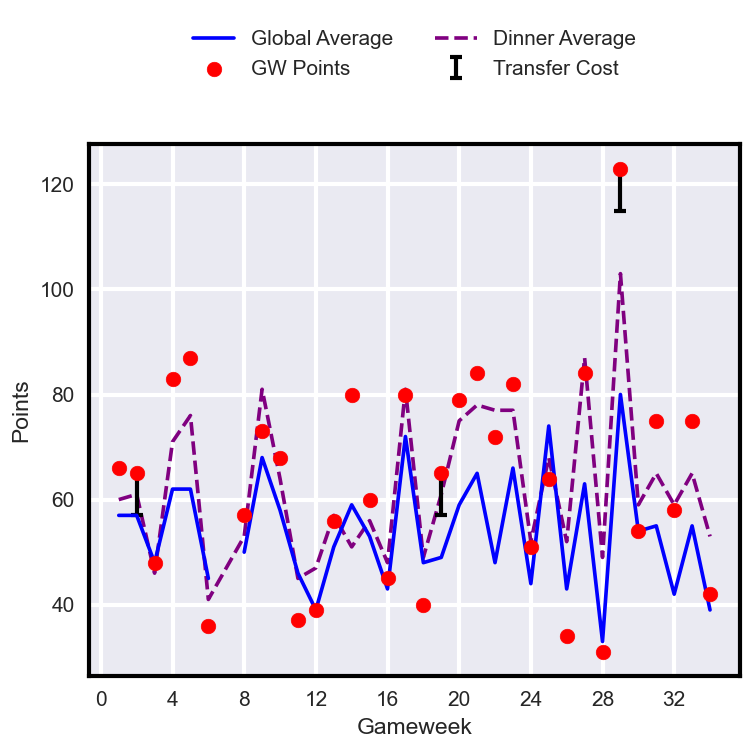 Global Average
Dinner Average
GW Points
Transfer Cost
120
100
80
60
40
Points
0 4 8 12 16 20 24 28 32
Gameweek